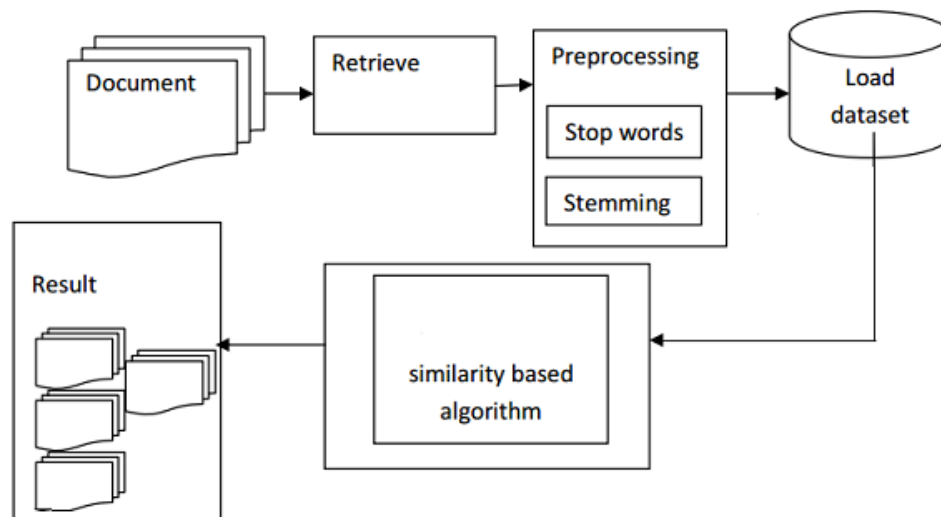 Document
Retrieve
Preprocessing
Stop words
Stemming
Load
dataset
Result
similarity based
algorithm